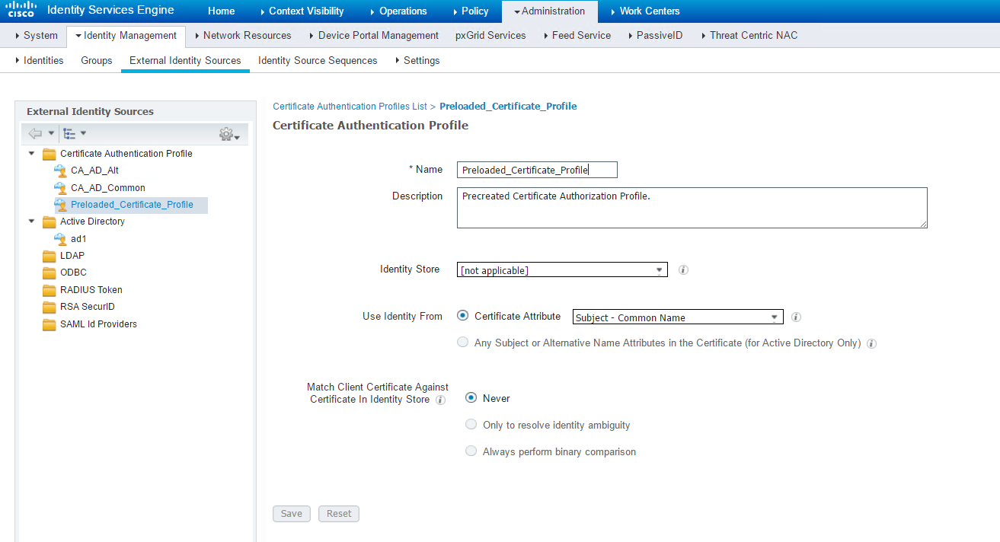 cisco Identity Services Engine Home Context Visibility Operations Policy Administration Work Centers
System Identity Management Network Resources Device Portal Management pxGrid Services Feed Service PassiveID Threat Centric NAC
Identities Groups External Identity Sources Identity Source Sequences Settings
External Identity Sources
Certificate Authentication Profile
CA_AD_Alt
CA_AD_Common
Preloaded_Certificate_Profile
Active Directory
ad1
LDAP
ODBC
RADIUS Token
RSA SecurID
SAML Id Providers
Certificate Authentication Profiles List > Preloaded_Certificate_Profile
Certificate Authentication Profile
* Name Preloaded_Certificate_Profile
Description Precreated Certificate Authorization Profile.
Identity Store [not applicable] i
Use Identity From Certificate Attribute Subject - Common Name i
Any Subject or Alternative Name Attributes in the Certificate (for Active Directory Only) i
Match Client Certificate Against
Certificate In Identity Store i
Never
Only to resolve identity ambiguity
Always perform binary comparison
Save Reset